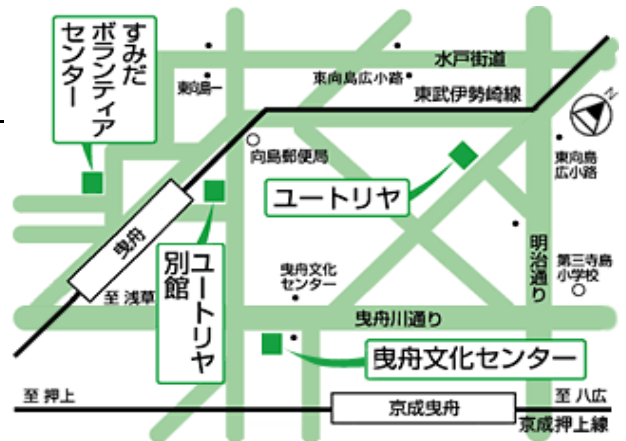 すみだ
ボランティア
センター
水戸街道
東向島一
東向島広小路
東武伊勢崎線
N
向島郵便局
東向島
広小路
ユートリヤ
曳舟
ユートリヤ
別館
明治通り
第三寺島
小学校
曳舟文化
センター
至 浅草
曳舟川通り
曳舟文化センター
至 押上
京成曳舟
至 八広
京成押上線